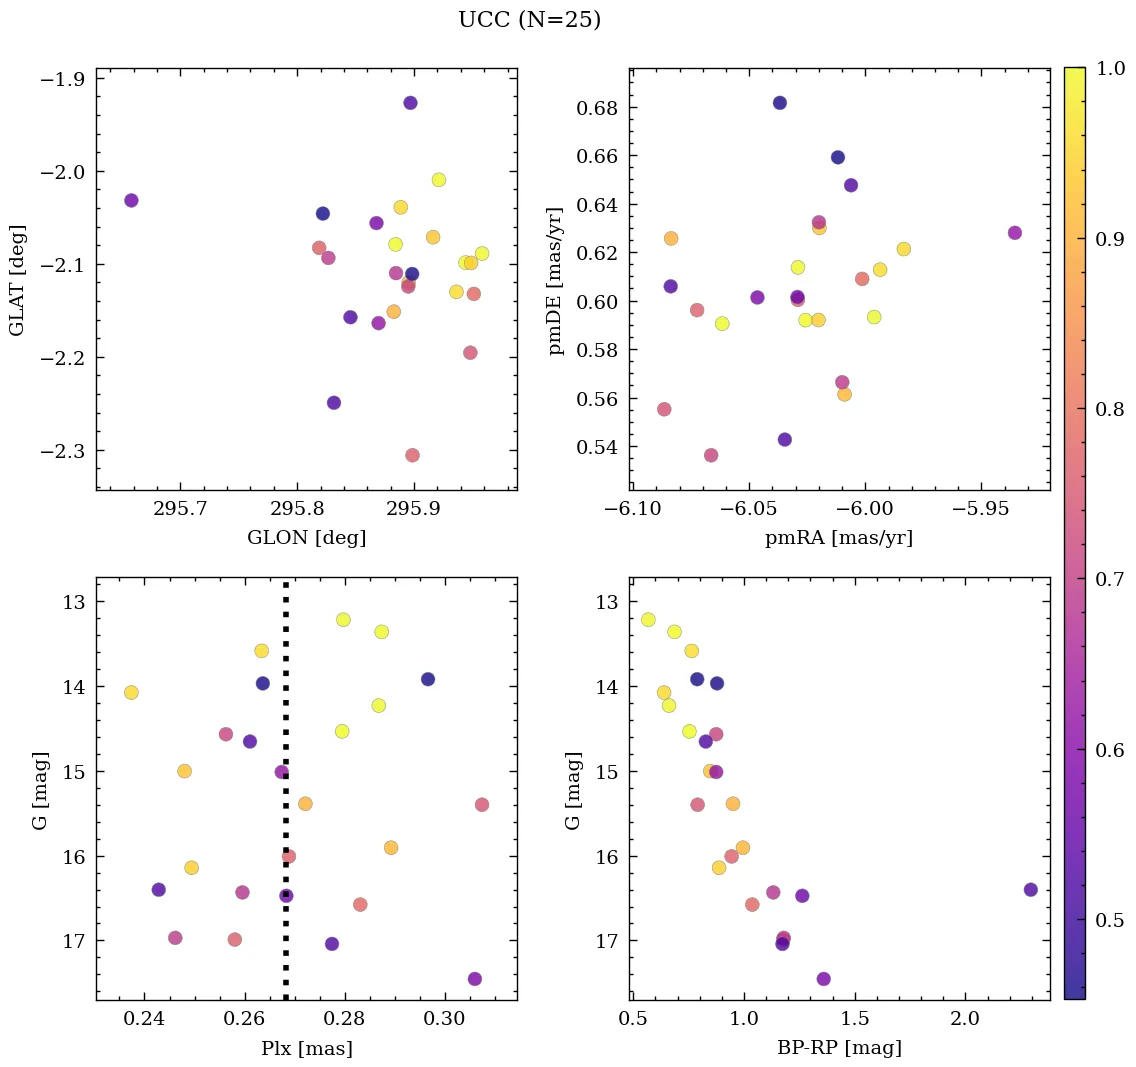 UCC (N=25)
−1.9
−2.0
−2.1
−2.2
−2.3
GLAT [deg]
295.7 295.8 295.9
GLON [deg]
0.68
0.66
0.64
0.62
0.60
0.58
0.56
0.54
pmDE [mas/yr]
−6.10 −6.05 −6.00 −5.95
pmRA [mas/yr]
1.0
0.9
0.8
0.7
0.6
0.5
13
14
15
16
17
G [mag]
0.24 0.26 0.28 0.30
Plx [mas]
13
14
15
16
17
G [mag]
0.5 1.0 1.5 2.0
BP-RP [mag]